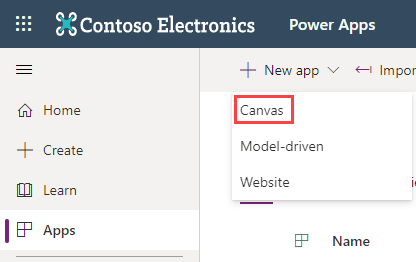 Contoso Electronics
Power Apps
New app
Impor
Home
Canvas
Create
Model-driven
Learn
Website
Apps
Name